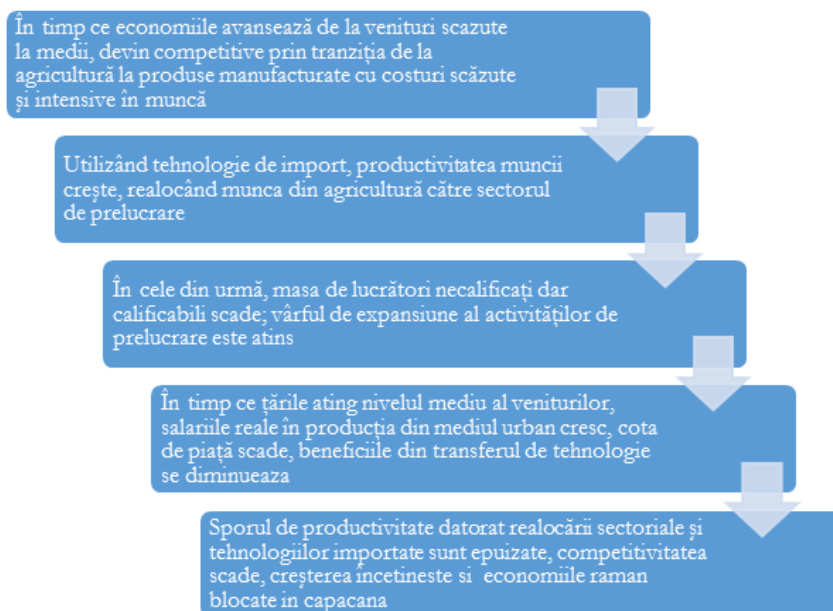 În timp ce economiile avansează de la venituri scazute
la medii, devin competitive prin tranziția de la
agricultură la produse manufacturate cu costuri scăzute
și intensive în muncă
Utilizând tehnologie de import, productivitatea muncii
crește, realocând munca din agricultură către sectorul
de prelucrare
În cele din urmă, masa de lucrători necalificați dar
calificabili scade; vârful de expansiune al activităților de
prelucrare este atins
În timp ce țările ating nivelul mediu al veniturilor,
salariile reale în producția din mediul urban cresc, cota
de piață scade, beneficiile din transferul de tehnologie
se diminueaza
Sporul de productivitate datorat realocării sectoriale și
tehnologiilor importate sunt epuizate, competitivitatea
scade, creșterea încetineste si economiile raman
blocate in capacana